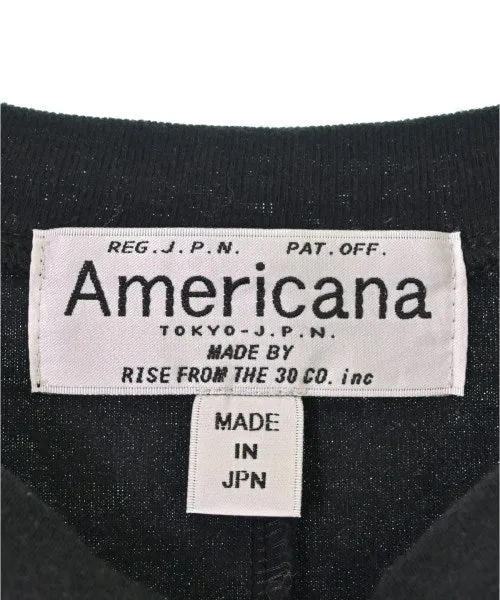 REG.J.P.N. PAT.OFF.
Americana
TOKYO-J.P.N.
MADE BY
RISE FROM THE 30 CO. inc
MADE
IN
JPN